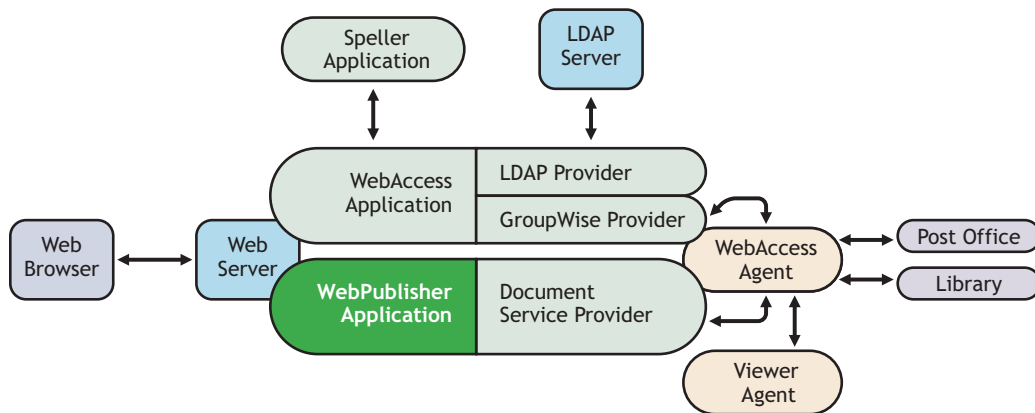 Speller
Application
LDAP
Server
WebAccess
Application
LDAP Provider
GroupWise Provider
Web
Browser
Web
Server
WebAccess
Agent
Post Office
Library
WebPublisher
Application
Document
Service Provider
Viewer
Agent